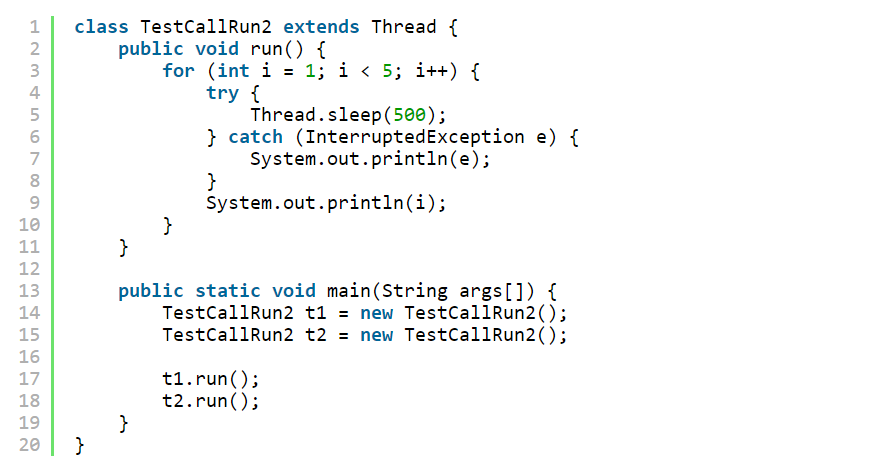 1 class TestCallRun2 extends Thread {
2     public void run() {
3         for (int i = 1; i < 5; i++) {
4             try {
5                 Thread.sleep(500);
6             } catch (InterruptedException e) {
7                 System.out.println(e);
8             }
9             System.out.println(i);
10         }
11     }
12
13     public static void main(String args[]) {
14         TestCallRun2 t1 = new TestCallRun2();
15         TestCallRun2 t2 = new TestCallRun2();
16
17         t1.run();
18         t2.run();
19     }
20 }